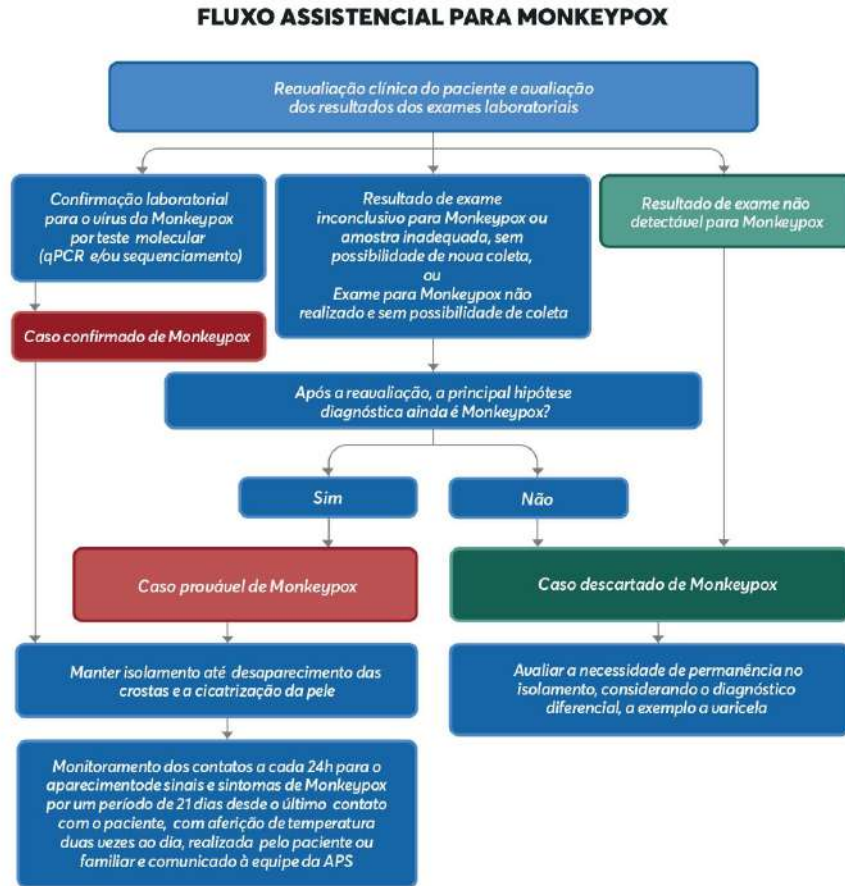 FLUXO ASSISTENCIAL PARA MONKEYPOX
Reavaliação clínica do paciente e avaliação
dos resultados dos exames laboratoriais
Confirmação laboratorial
para o vírus da Monkeypox
por teste molecular
(qPCR e/ou sequenciamento)
Resultado de exame
inconclusivo para Monkeypox ou
amostra inadequada, sem
possibilidade de nova coleta,
ou
Exame para Monkeypox não
realizado e sem possibilidade de coleta
Resultado de exame não
detectável para Monkeypox
Caso confirmado de Monkeypox
Após a reavaliação, a principal hipótese
diagnóstica ainda é Monkeypox?
Sim
Não
Caso provável de Monkeypox
Caso descartado de Monkeypox
Manter isolamento até desaparecimento das
crostas e a cicatrização da pele
Avaliar a necessidade de permanência no
isolamento, considerando o diagnóstico
diferencial, a exemplo a varicela
Monitoramento dos contatos a cada 24h para o
aparecimentode sinais e sintomas de Monkeypox
por um período de 21 dias desde o último contato
com o paciente, com aferição de temperatura
duas vezes ao dia, realizada pelo paciente ou
familiar e comunicado à equipe da APS